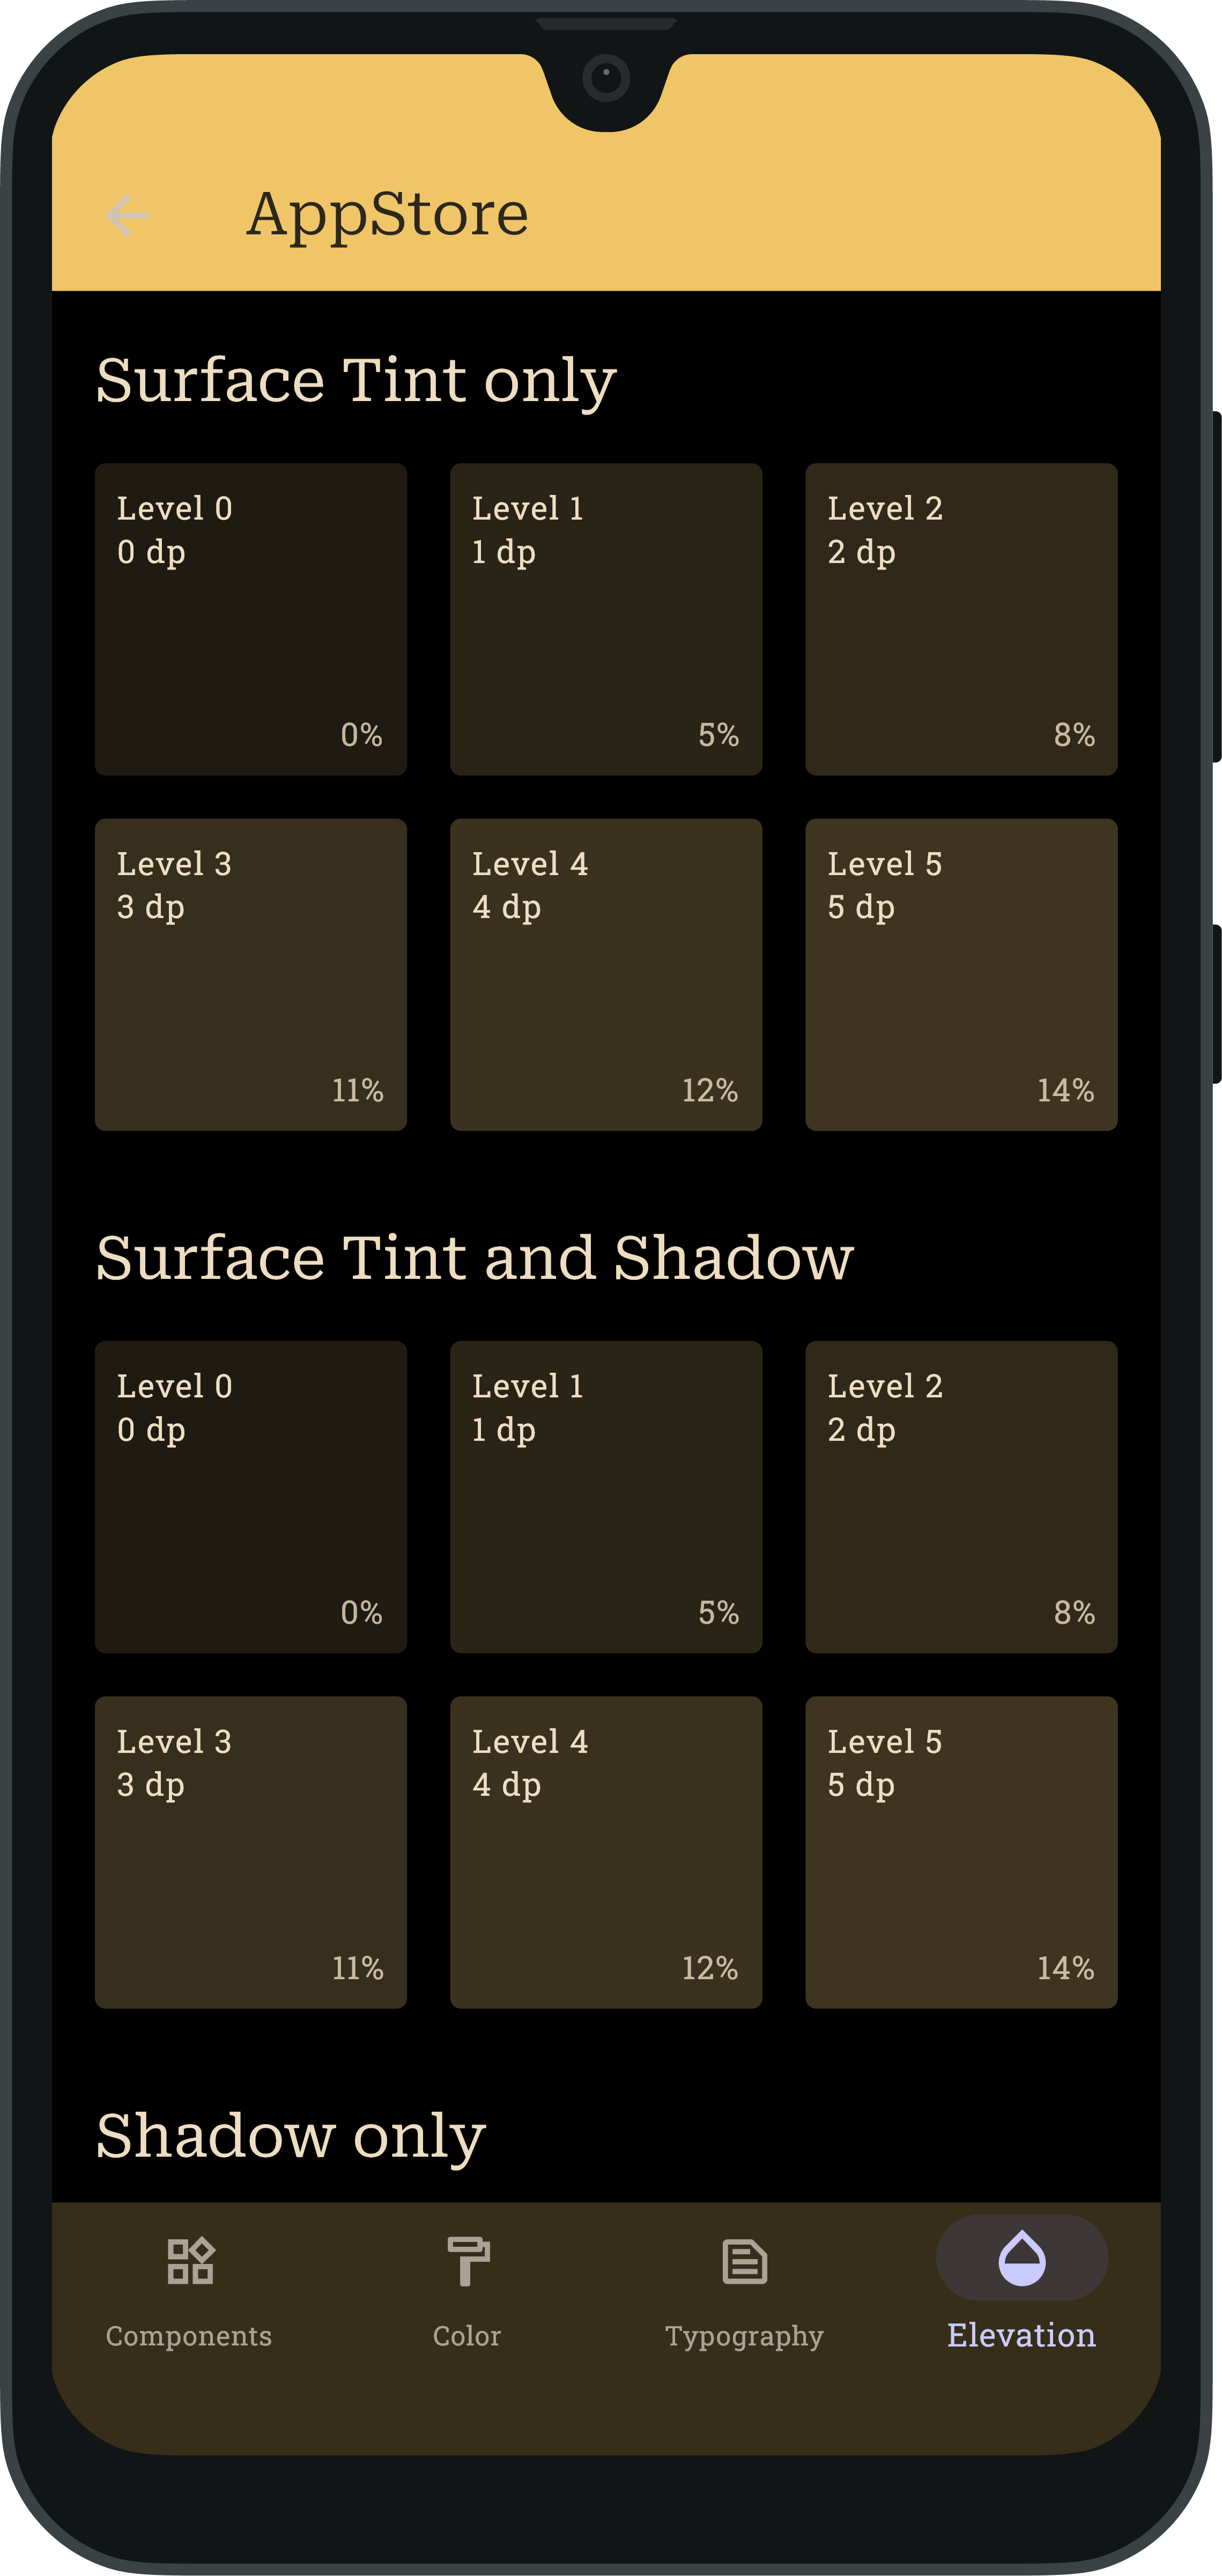 AppStore
Surface Tint only
Level 0
0 dp
0%
Level 1
1 dp
5%
Level 2
2 dp
8%
Level 3
3 dp
11%
Level 4
4 dp
12%
Level 5
5 dp
14%
Surface Tint and Shadow
Level 0
0 dp
0%
Level 1
1 dp
5%
Level 2
2 dp
8%
Level 3
3 dp
11%
Level 4
4 dp
12%
Level 5
5 dp
14%
Shadow only
Components
Color
Typography
Elevation